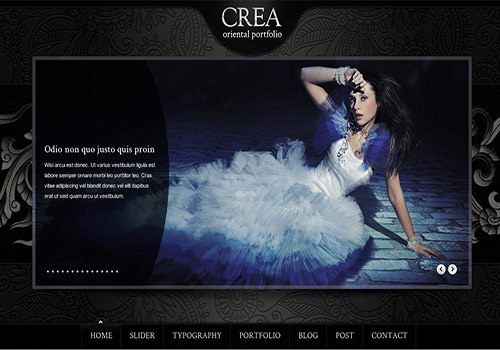 CREA
oriental portfolio
Odio non quo justo quis proin
Wisi arcu est donec. Ut varius vestibulum ligula est
labore semper ornare morbi leo porttitor leo. Cras
vitae adipiscing vel blandit donec vel elit dapibus
erat ut sed quam arcu ut vestibulum.
HOME SLIDER TYPOGRAPHY PORTFOLIO BLOG POST CONTACT